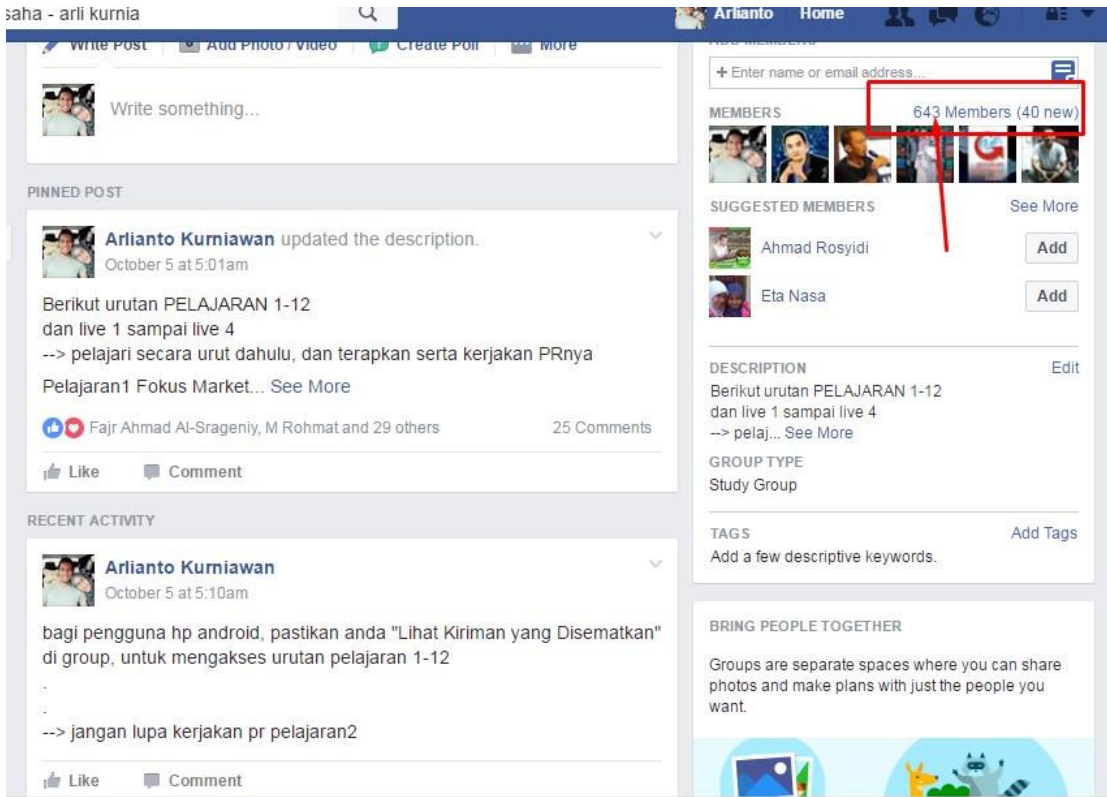 saha - arli kurnia
Arlianto Home
Write Post Add Photo / Video Create Poll More
Write something...
PINNED POST
Arlianto Kurniawan updated the description.
October 5 at 5:01am
Berikut urutan PELAJARAN 1-12
dan live 1 sampai live 4
--> pelajari secara urut dahulu, dan terapkan serta kerjakan PRnya
Pelajaran1 Fokus Market... See More
Fajr Ahmad Al-Srageniy, M Rohmat and 29 others 25 Comments
Like Comment
RECENT ACTIVITY
Arlianto Kurniawan
October 5 at 5:10am
bagi pengguna hp android, pastikan anda "Lihat Kiriman yang Disematkan"
di group, untuk mengakses urutan pelajaran 1-12
.
.
--> jangan lupa kerjakan pr pelajaran2
Like Comment
ADD MEMBERS
+ Enter name or email address...
MEMBERS 643 Members (40 new)
SUGGESTED MEMBERS See More
Ahmad Rosyidi Add
Eta Nasa Add
DESCRIPTION Edit
Berikut urutan PELAJARAN 1-12
dan live 1 sampai live 4
--> pelaj... See More
GROUP TYPE
Study Group
TAGS Add Tags
Add a few descriptive keywords.
BRING PEOPLE TOGETHER
Groups are separate spaces where you can share
photos and make plans with just the people you
want.